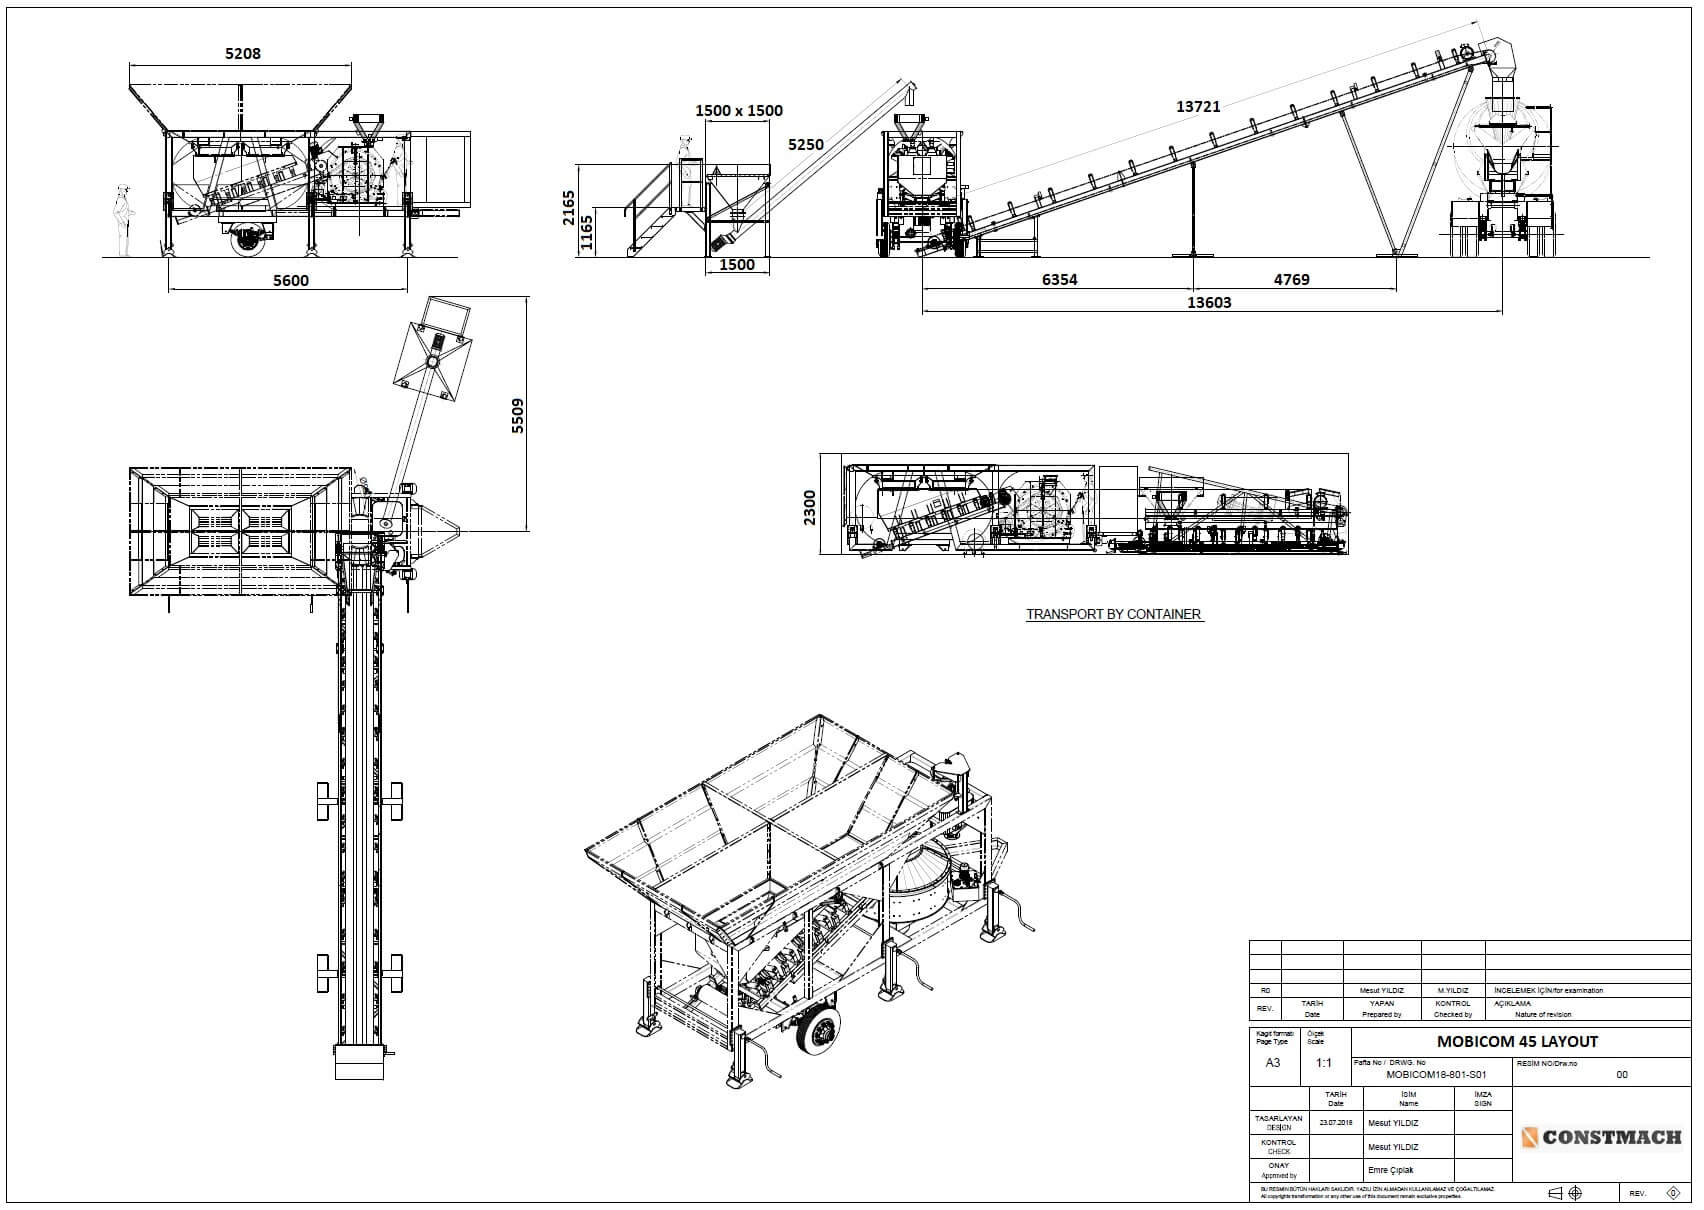 5208
5600
5509
1500 x 1500
5250
2165
1165
1500
13721
6354
4769
13603
2300
TRANSPORT BY CONTAINER
R0 Mesut YILDIZ M.YILDIZ İNCELEMEK İÇİN/for examination
REV. TARİH YAPAN KONTROL AÇIKLAMA
Date Prepared by Checked by Nature of revision
Kagıt formatı Ölçek
Page Type Scale
A3 1:1
MOBICOM 45 LAYOUT
Pafta No / DRWG. No RESİM NO/Drw.no
MOBICOM18-801-S01 00
TARİH İSİM İMZA
Date Name SIGN
TASARLAYAN 23.07.2018 Mesut YILDIZ
DESIGN
KONTROL Mesut YILDIZ
CHECK
ONAY Emre Çıplak
Approved by
CONSTMACH
BU RESMİN BÜTÜN HAKLARI SAKLIDIR. YAZILI İZİN ALMADAN KULLANILAMAZ VE ÇOĞALTILAMAZ.
All copyrights transformation or any other use of this document remain exclusive properties.
REV. 0